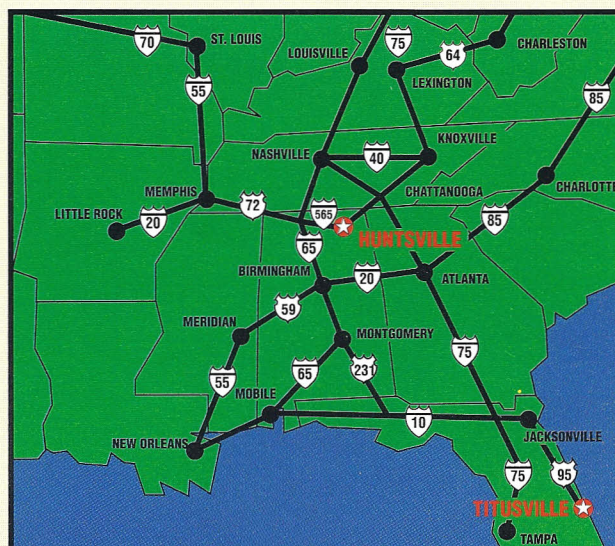 75
CHARLESTON
70
ST. LOUIS
LOUISVILLE
64
LEXINGTON
55
85
KNOXVILLE
NASHVILLE
40
CHATTANOOGA
CHARLOTTE
MEMPHIS
72
565
LITTLE ROCK
20
85
HUNTSVILLE
65
BIRMINGHAM
20
ATLANTA
59
MERIDIAN
MONTGOMERY
75
55
65
231
MOBILE
10
JACKSONVILLE
NEW ORLEANS
75
95
TITUSVILLE
TAMPA